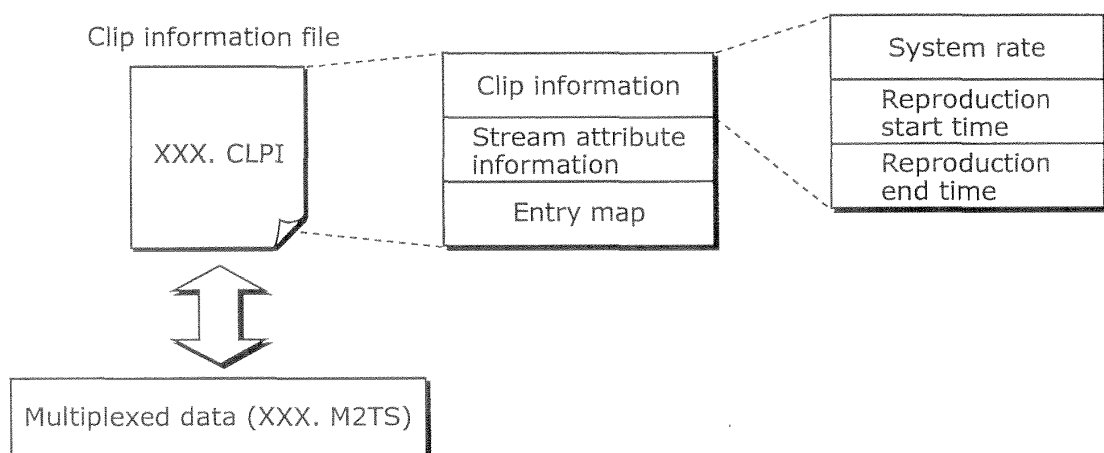 Clip information file
XXX. CLPI
Clip information
Stream attribute
information
Entry map
System rate
Reproduction
start time
Reproduction
end time
Multiplexed data (XXX. M2TS)